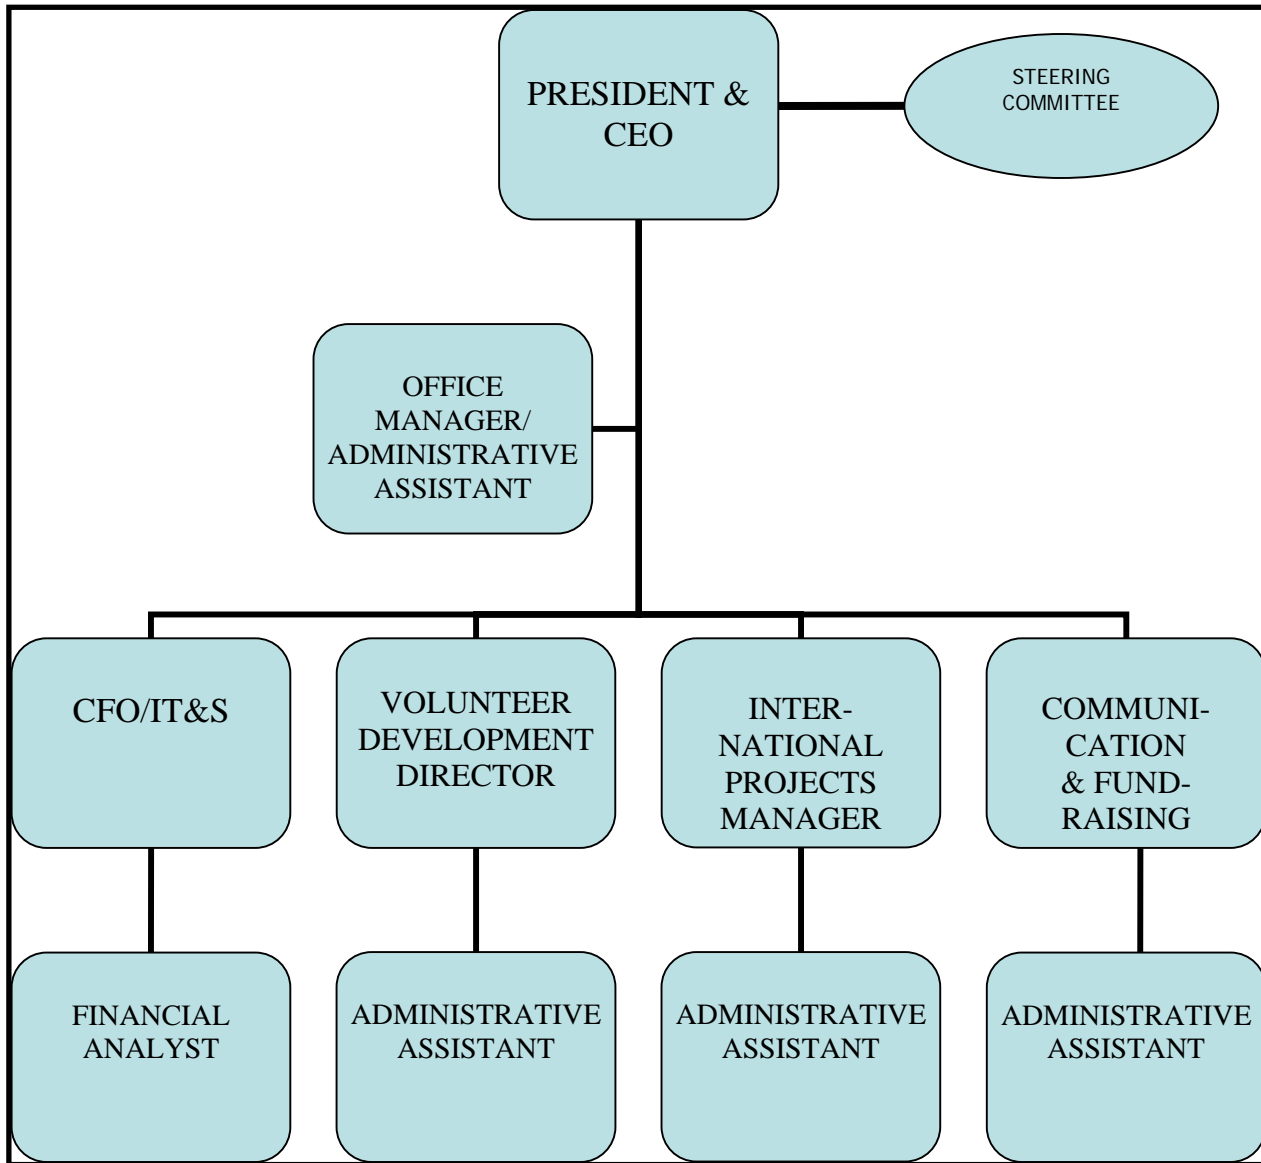 PRESIDENT &
CEO
STEERING
COMMITTEE
OFFICE
MANAGER/
ADMINISTRATIVE
ASSISTANT
CFO/IT&S
VOLUNTEER
DEVELOPMENT
DIRECTOR
INTER-
NATIONAL
PROJECTS
MANAGER
COMMUNI-
CATION
& FUND-
RAISING
FINANCIAL
ANALYST
ADMINISTRATIVE
ASSISTANT
ADMINISTRATIVE
ASSISTANT
ADMINISTRATIVE
ASSISTANT